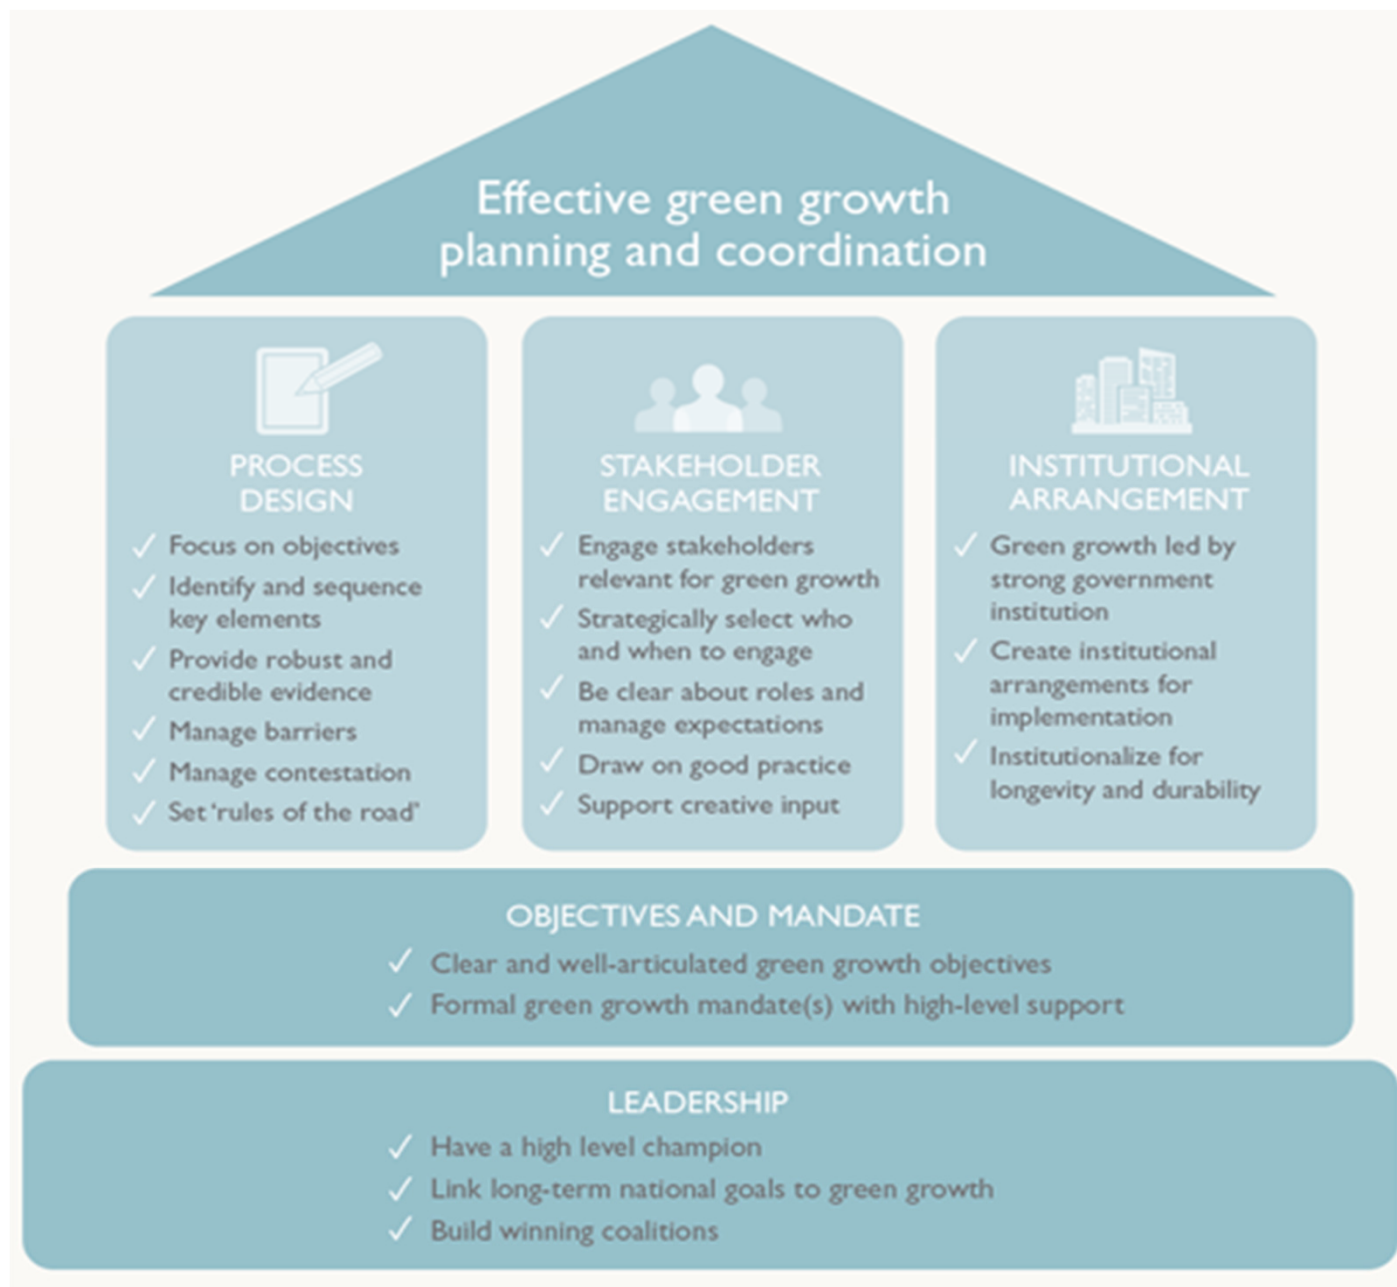 Effective green growth
planning and coordination
PROCESS
DESIGN
✓ Focus on objectives
✓ Identify and sequence
key elements
✓ Provide robust and
credible evidence
✓ Manage barriers
✓ Manage contestation
✓ Set ‘rules of the road’
STAKEHOLDER
ENGAGEMENT
✓ Engage stakeholders
relevant for green growth
✓ Strategically select who
and when to engage
✓ Be clear about roles and
manage expectations
✓ Draw on good practice
✓ Support creative input
INSTITUTIONAL
ARRANGEMENT
✓ Green growth led by
strong government
institution
✓ Create institutional
arrangements for
implementation
✓ Institutionalize for
longevity and durability
OBJECTIVES AND MANDATE
✓ Clear and well-articulated green growth objectives
✓ Formal green growth mandate(s) with high-level support
LEADERSHIP
✓ Have a high level champion
✓ Link long-term national goals to green growth
✓ Build winning coalitions